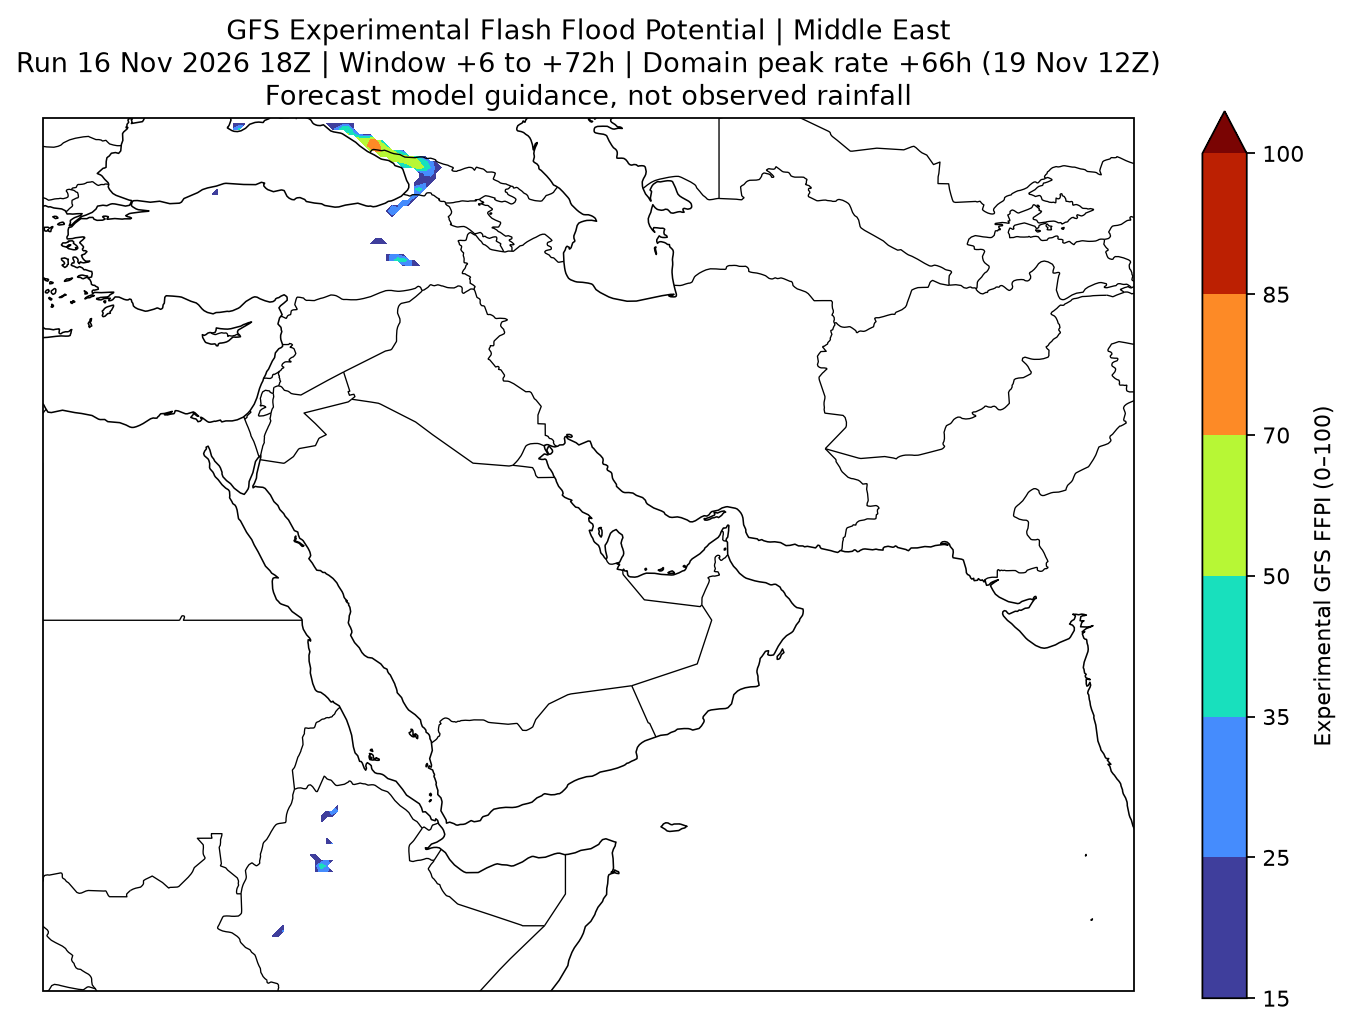 GFS Experimental Flash Flood Potential | Middle East
Run 16 Nov 2026 18Z | Window +6 to +72h | Domain peak rate +66h (19 Nov 12Z)
Forecast model guidance, not observed rainfall
100
85
70
50
35
25
15
Experimental GFS FFPI (0–100)